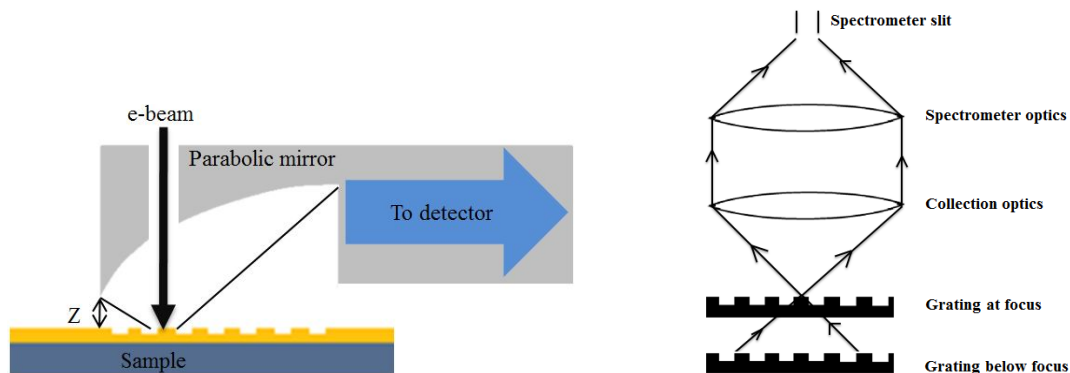 e-beam
Parabolic mirror
To detector
Z
Sample
Spectrometer slit
Spectrometer optics
Collection optics
Grating at focus
Grating below focus